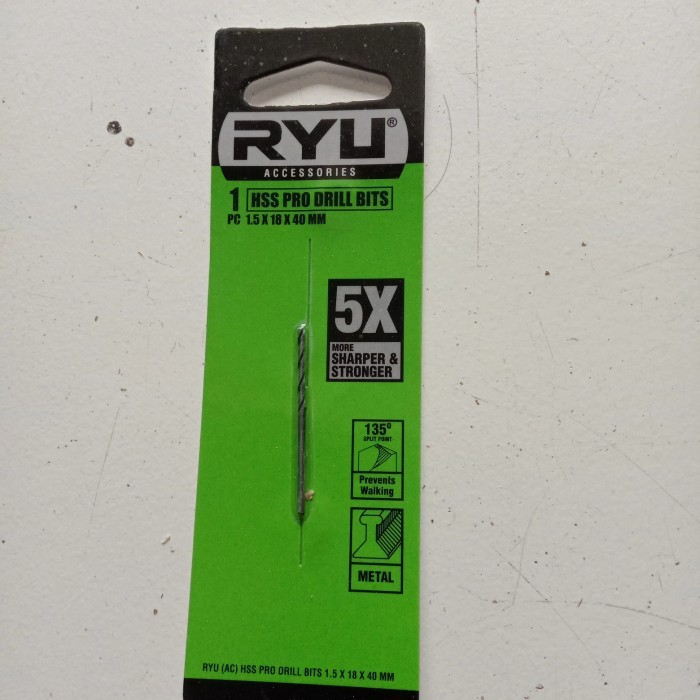 RYU®
ACCESSORIES
1 PC HSS PRO DRILL BITS
1.5 X 18 X 40 MM
5X
MORE
SHARPER &
STRONGER
135⁰
SPLIT POINT
Prevents
Walking
METAL
RYU (AC) HSS PRO DRILL BITS 1.5 X 18 X 40 MM